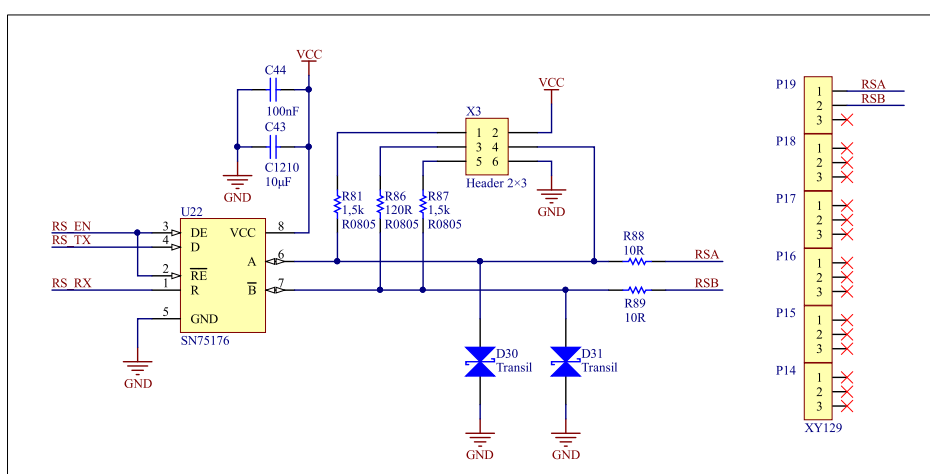 VCC
C44
100nF
C43
C1210
10µF
GND
VCC
X3
1 2
3 4
5 6
Header 2×3
GND
R81
1,5k
R0805
R86
120R
R0805
R87
1,5k
R0805
U22
RS_EN
RS_TX
RS_RX
3 DE
4 D
2 RE
1 R
5 GND
VCC 8
A 6
B 7
SN75176
GND
R88
10R
RSA
R89
10R
RSB
D30
Transil
D31
Transil
GND
GND
P19
1
2
3
RSA
RSB
P18
1
2
3
P17
1
2
3
P16
1
2
3
P15
1
2
3
P14
1
2
3
XY129